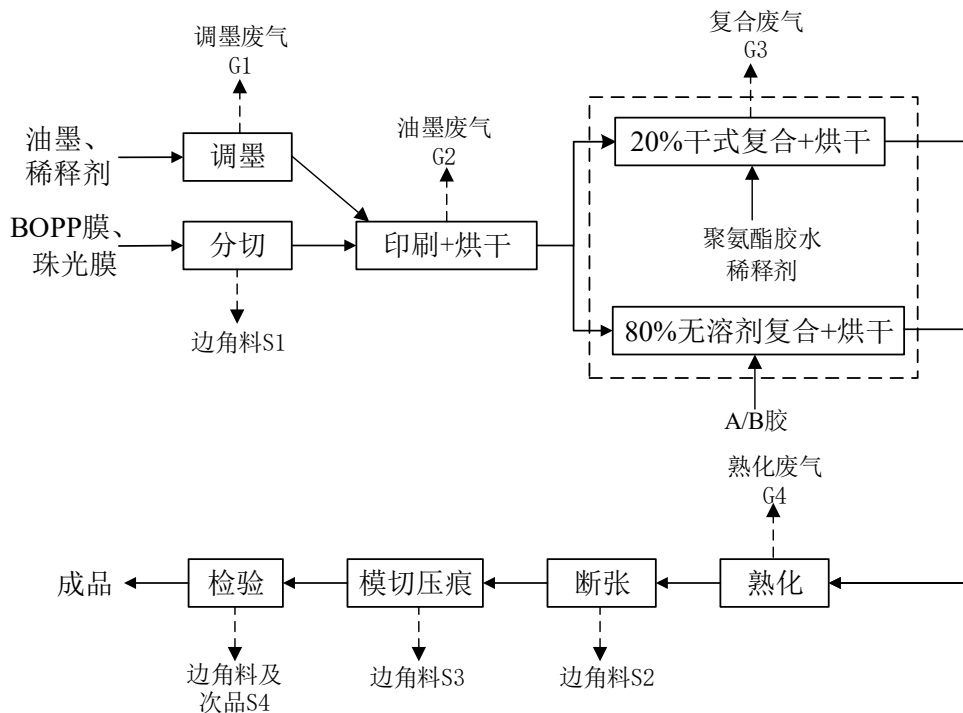 调墨废气
G1
复合废气
G3
油墨、
稀释剂
调墨
油墨废气
G2
20%干式复合+烘干
BOPP膜、
珠光膜
分切
印刷+烘干
聚氨酯胶水
稀释剂
边角料S1
80%无溶剂复合+烘干
A/B胶
熟化废气
G4
成品
检验
模切压痕
断张
熟化
边角料及
次品S4
边角料S3
边角料S2